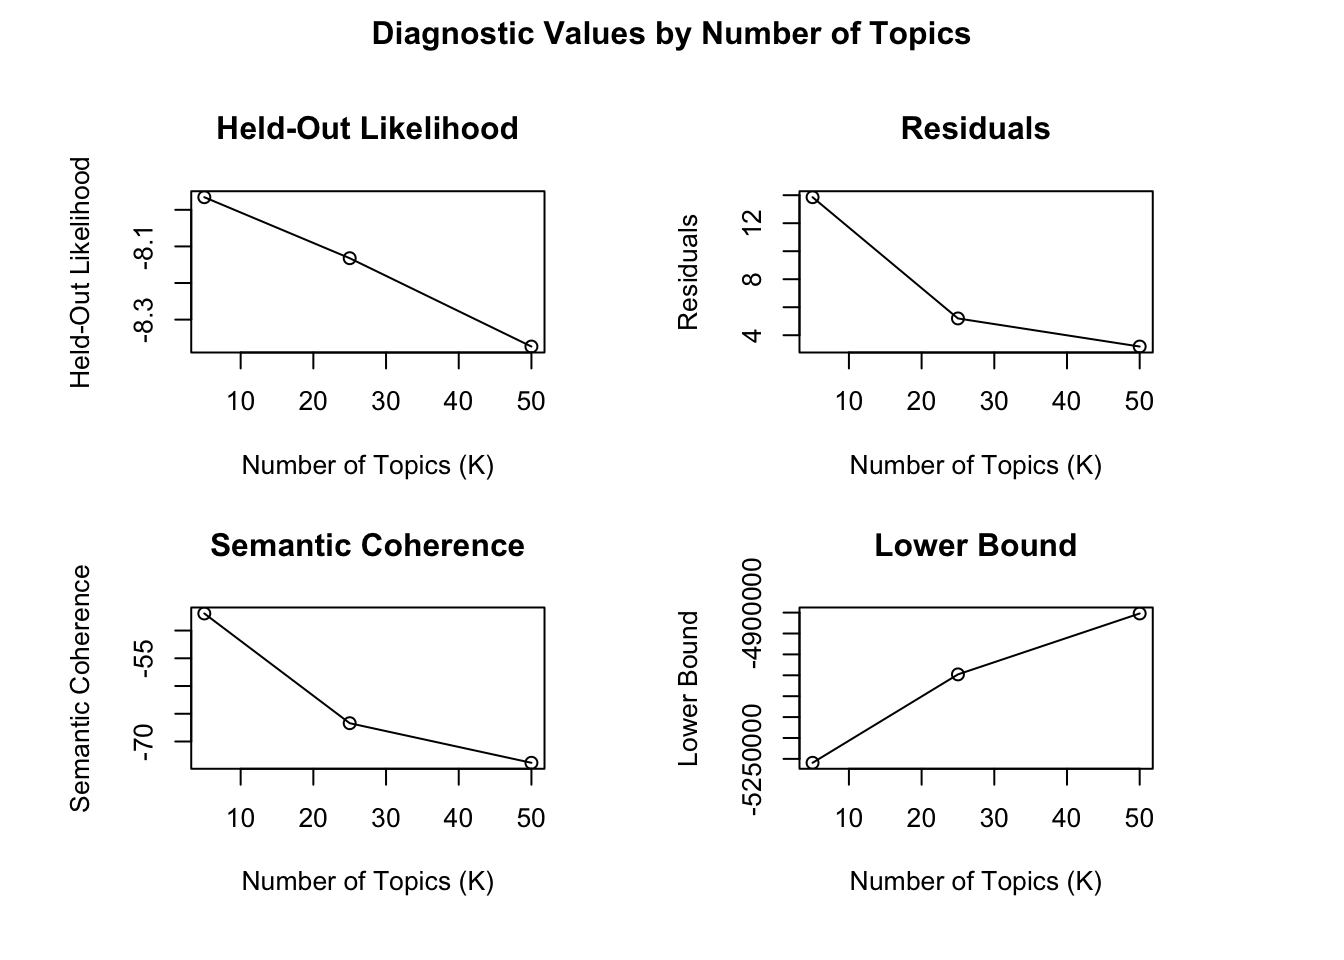 Diagnostic Values by Number of Topics
Held-Out Likelihood
Held-Out Likelihood
-8.1
-8.3
10 20 30 40 50
Number of Topics (K)
Residuals
Residuals
12
8
4
10 20 30 40 50
Number of Topics (K)
Semantic Coherence
Semantic Coherence
-55
-70
10 20 30 40 50
Number of Topics (K)
Lower Bound
Lower Bound
-4900000
-5250000
10 20 30 40 50
Number of Topics (K)